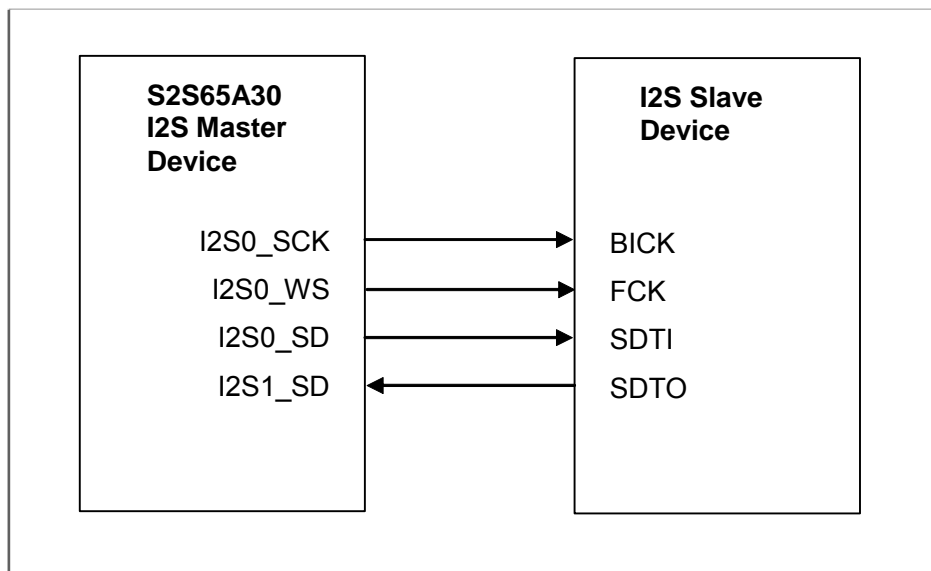 S2S65A30
I2S Master
Device
I2S Slave
Device
I2S0_SCK
BICK
I2S0_WS
FCK
I2S0_SD
SDTI
I2S1_SD
SDTO